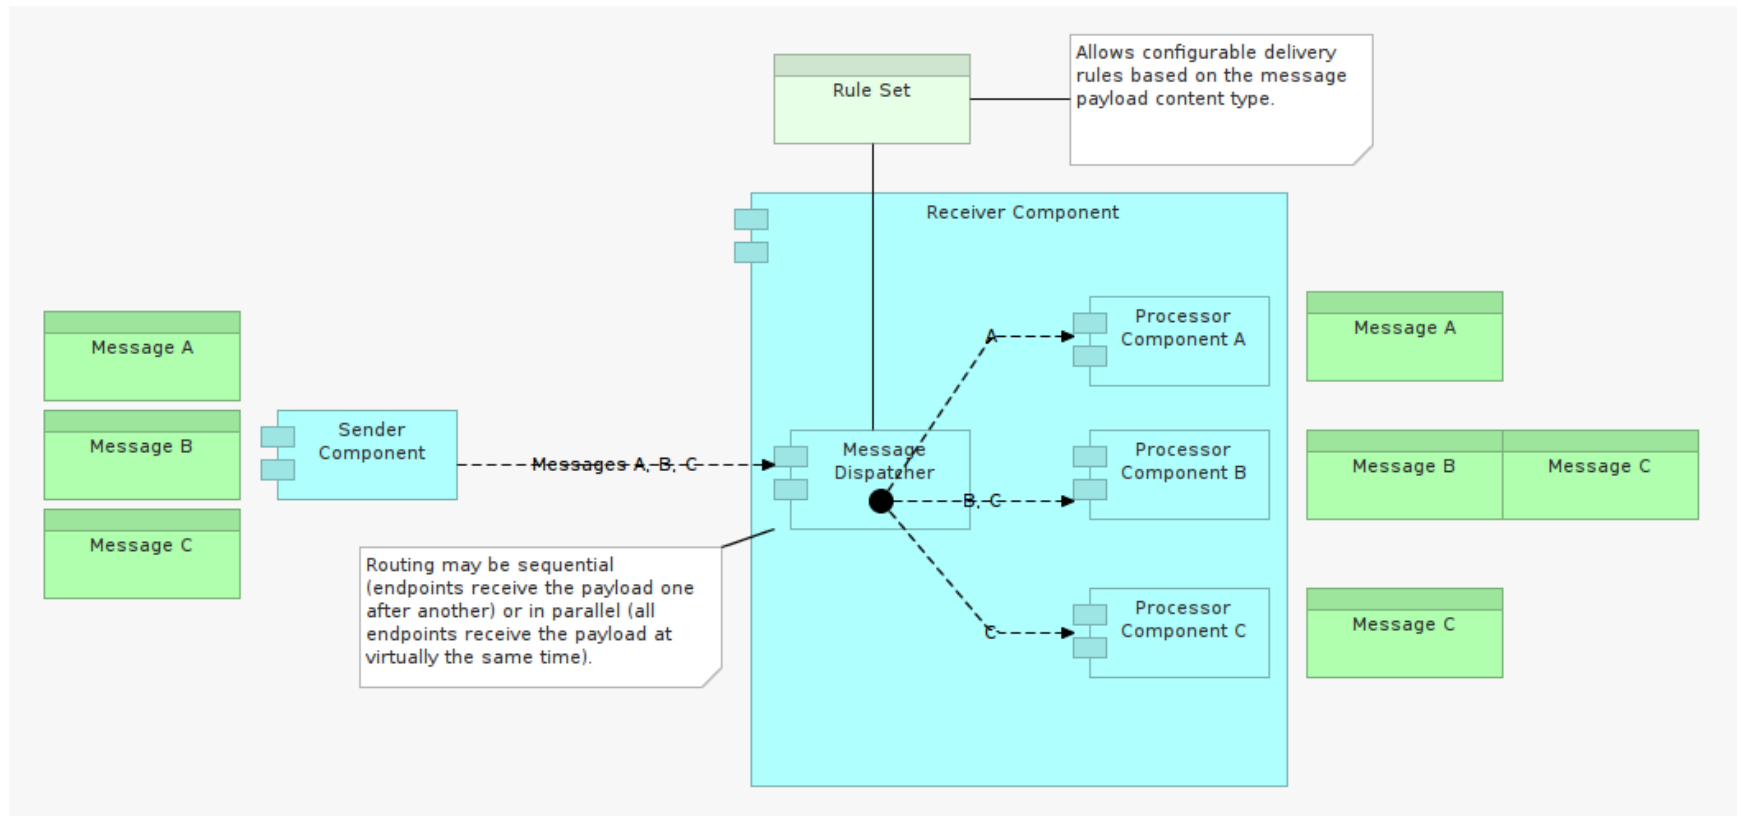 Allows configurable delivery
rules based on the message
payload content type.
Rule Set
Receiver Component
Message A
Message B
Message C
Sender
Component
Messages A, B, C
Message
Dispatcher
A
B, C
C
Processor
Component A
Processor
Component B
Processor
Component C
Message A
Message B
Message C
Message C
Routing may be sequential
(endpoints receive the payload one
after another) or in parallel (all
endpoints receive the payload at
virtually the same time).